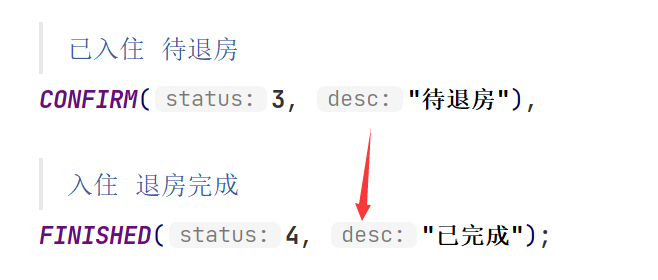 已入住 待退房
CONFIRM( status: 3, desc: "待退房"),
入住 退房完成
FINISHED( status: 4, desc: "已完成");